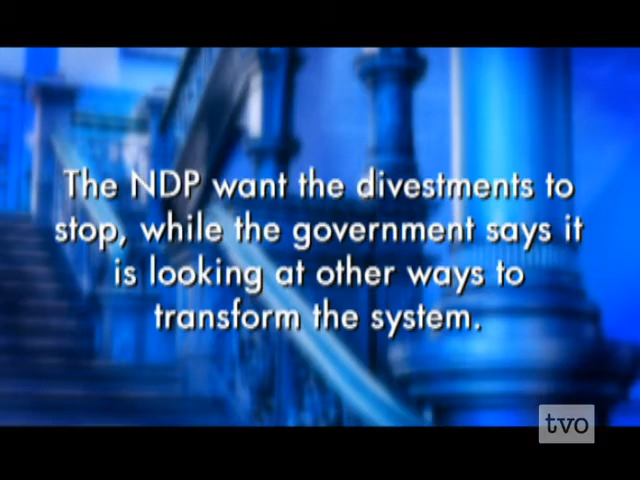 The NDP want the divestments to
stop, while the government says it
is looking at other ways to
transform the system.
tvo